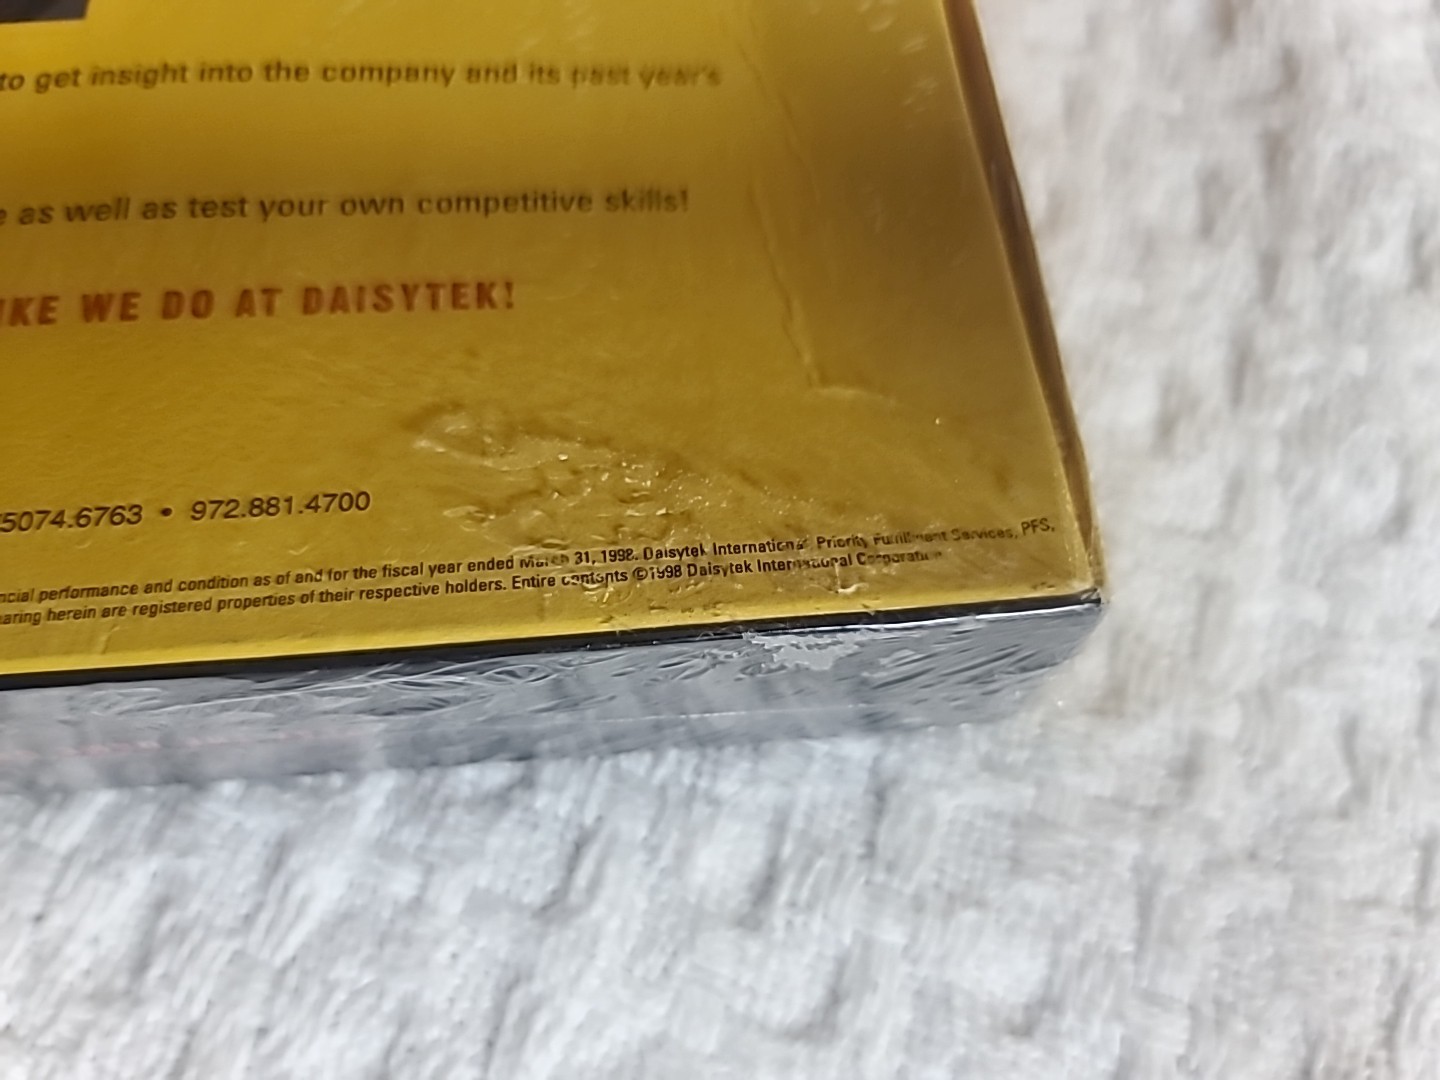 to get insight into the company and its past year's
as well as test your own competitive skills!
WE DO AT DAISYTEK!
5074.6763 • 972.881.4700
performance and condition as of and for the fiscal year ended March 31, 1998. Daisytek International Priority Fulfillment Services, PFS,
herein are registered properties of their respective holders. Entire contents ©1998 Daisytek International Corporation